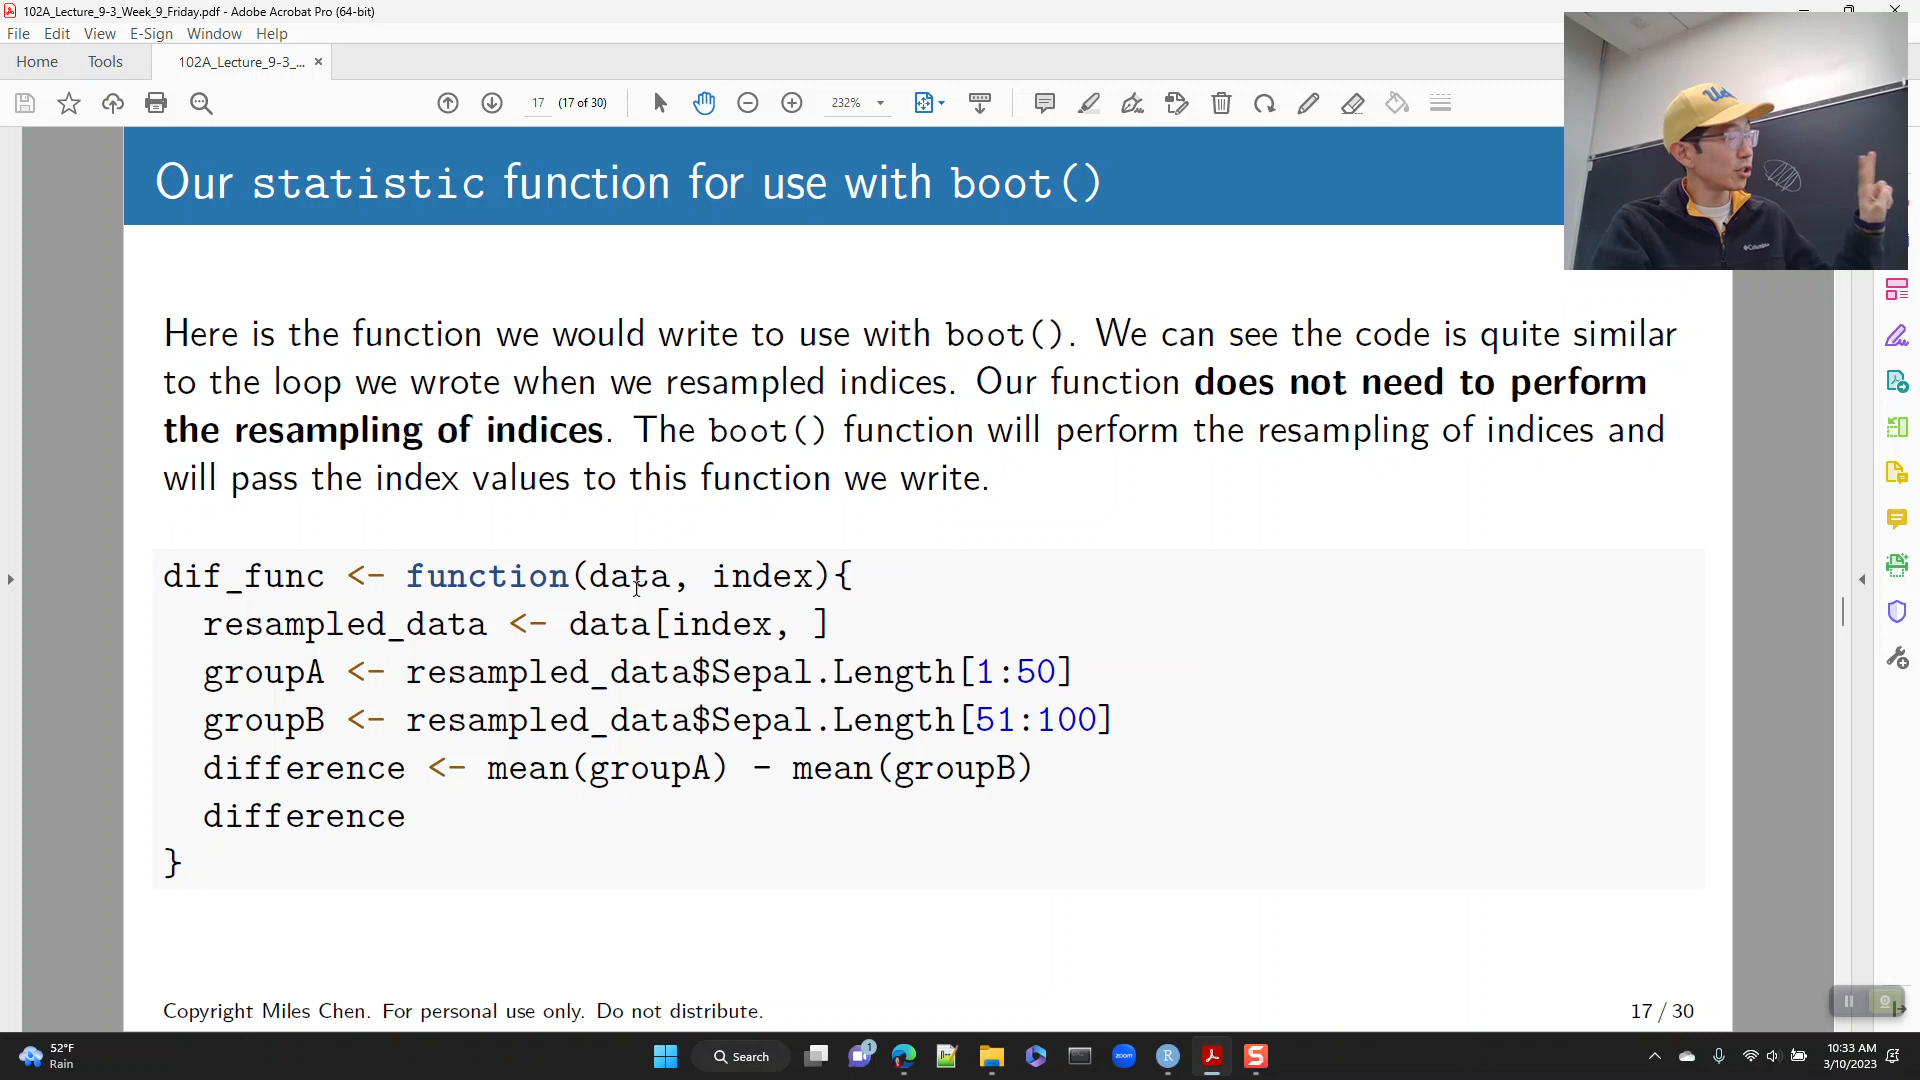 102A_Lecture_9-3_Week_9_Friday.pdf - Adobe Acrobat Pro (64-bit)
File Edit View E-Sign Window Help
Home Tools 102A_Lecture_9-3_... ×
17 (17 of 30) 232%
Our statistic function for use with boot()
Here is the function we would write to use with boot(). We can see the code is quite similar
to the loop we wrote when we resampled indices. Our function does not need to perform
the resampling of indices. The boot() function will perform the resampling of indices and
will pass the index values to this function we write.
dif_func <- function(data, index){
resampled_data <- data[index, ]
groupA <- resampled_data$Sepal.Length[1:50]
groupB <- resampled_data$Sepal.Length[51:100]
difference <- mean(groupA) - mean(groupB)
difference
}
Copyright Miles Chen. For personal use only. Do not distribute.
17 / 30
52°F
Rain
Search
1
zoom
R
S
10:33 AM
3/10/2023
Columbia